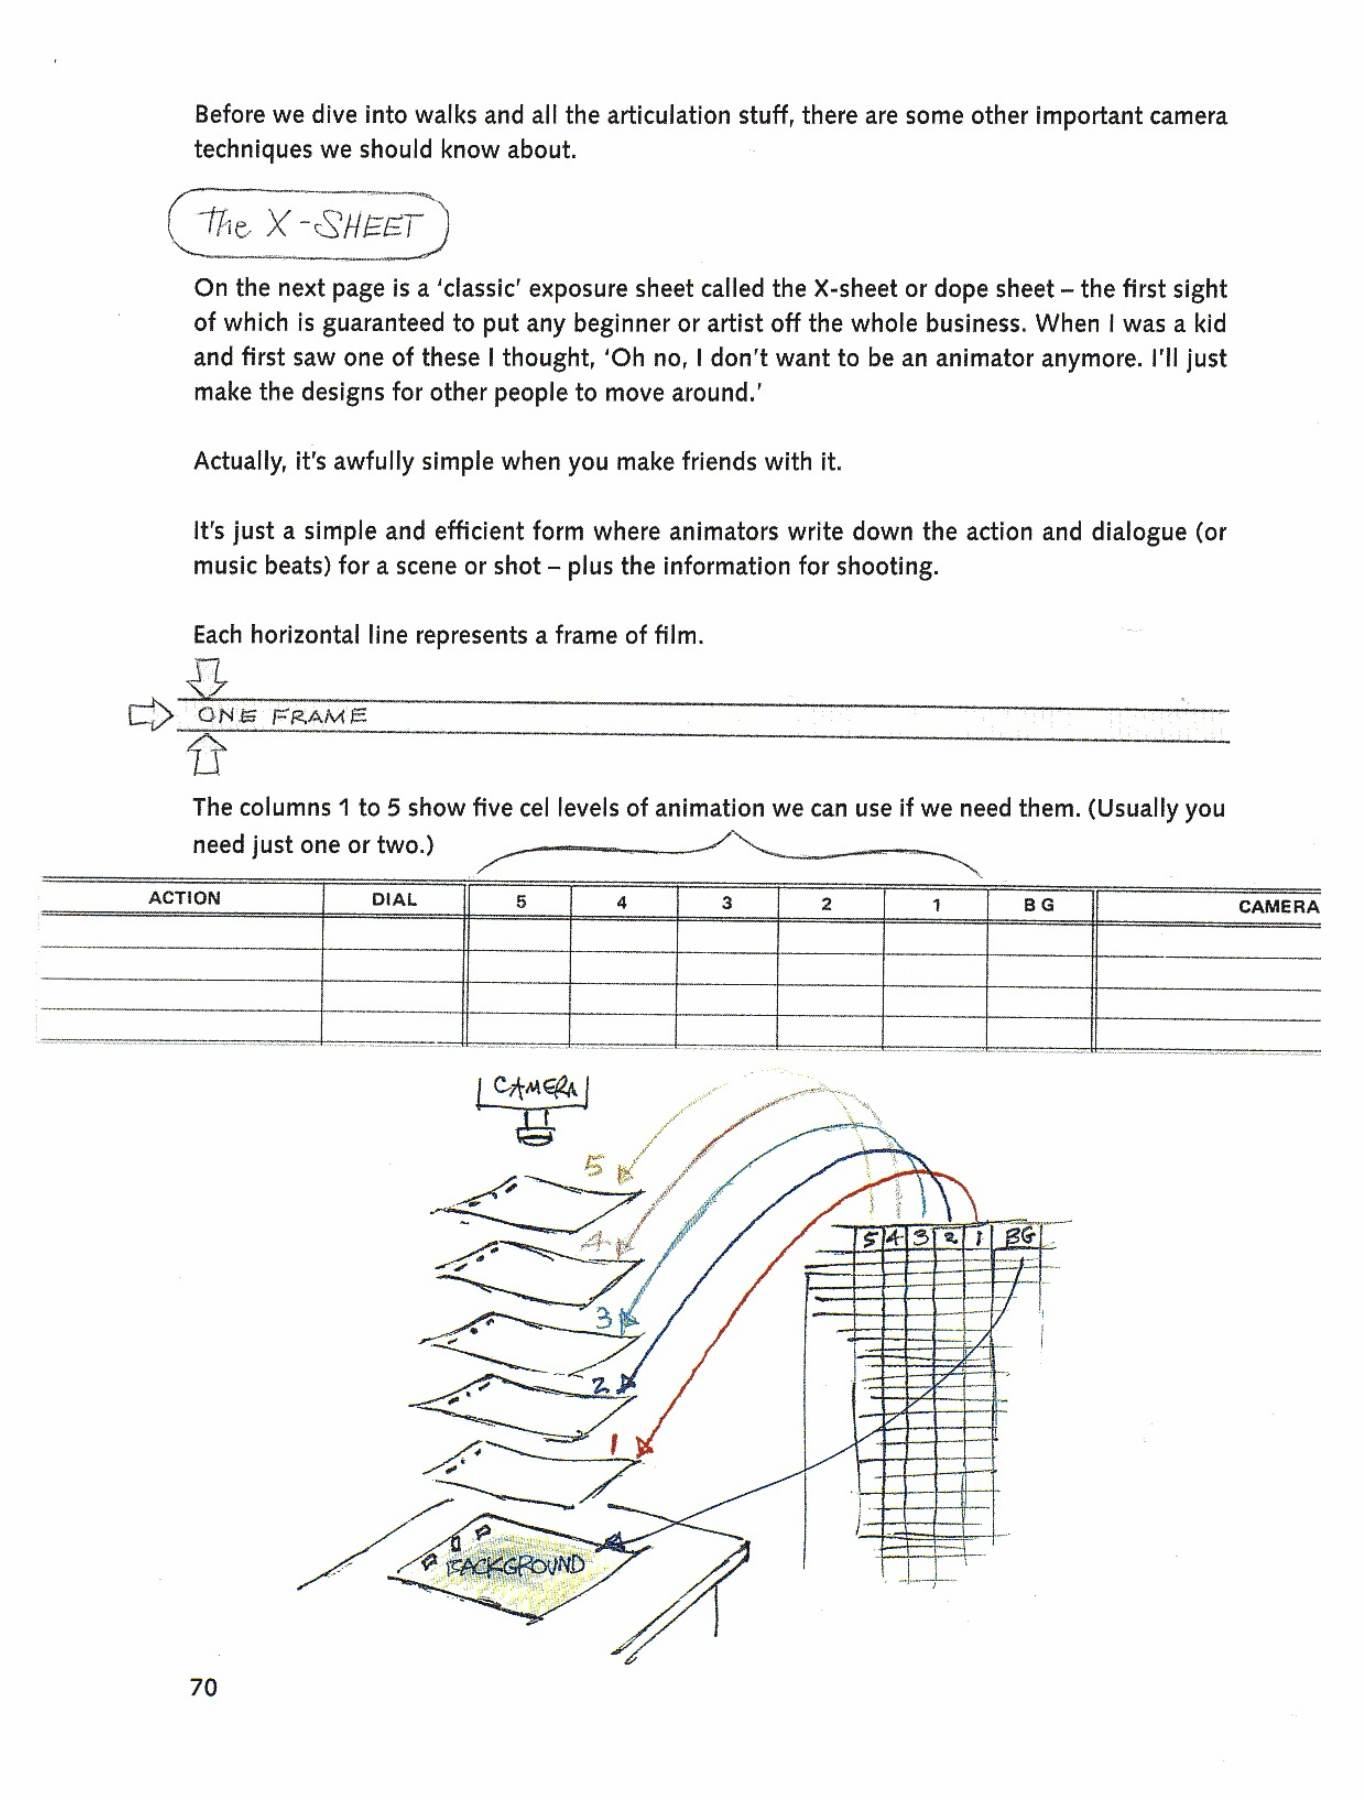 Before we dive into walks and all the articulation stuff, there are some other important camera
techniques we should know about.
The X-SHEET
On the next page is a 'classic' exposure sheet called the X-sheet or dope sheet – the first sight
of which is guaranteed to put any beginner or artist off the whole business. When I was a kid
and first saw one of these I thought, 'Oh no, I don't want to be an animator anymore. I'll just
make the designs for other people to move around.'
Actually, it's awfully simple when you make friends with it.
It's just a simple and efficient form where animators write down the action and dialogue (or
music beats) for a scene or shot – plus the information for shooting.
Each horizontal line represents a frame of film.
ONE FRAME
The columns 1 to 5 show five cel levels of animation we can use if we need them. (Usually you
need just one or two.)
ACTION DIAL 5 4 3 2 1 BG CAMERA
CAMERA
5
4
5 4 3 2 1 BG
3
2
1
BACKGROUND
70